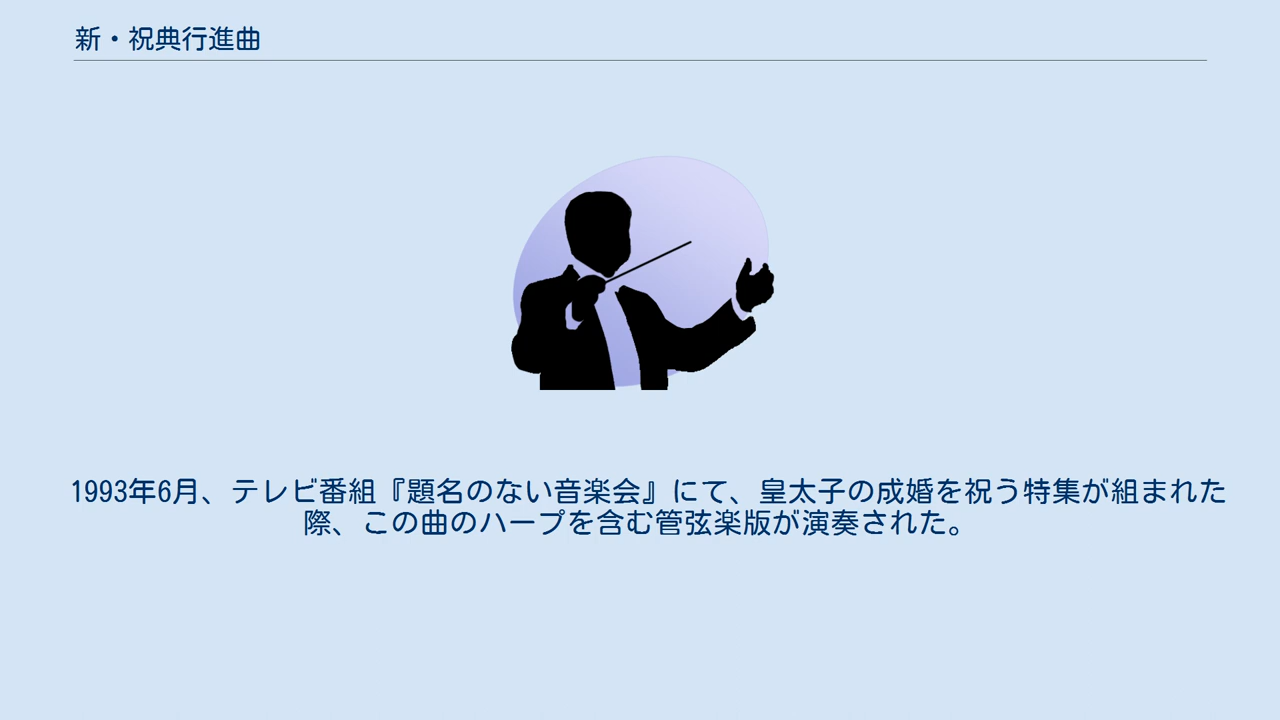 新・祝典行進曲
1993年6月、テレビ番組『題名のない音楽会』にて、皇太子の成婚を祝う特集が組まれた
際、この曲のハープを含む管弦楽版が演奏された。